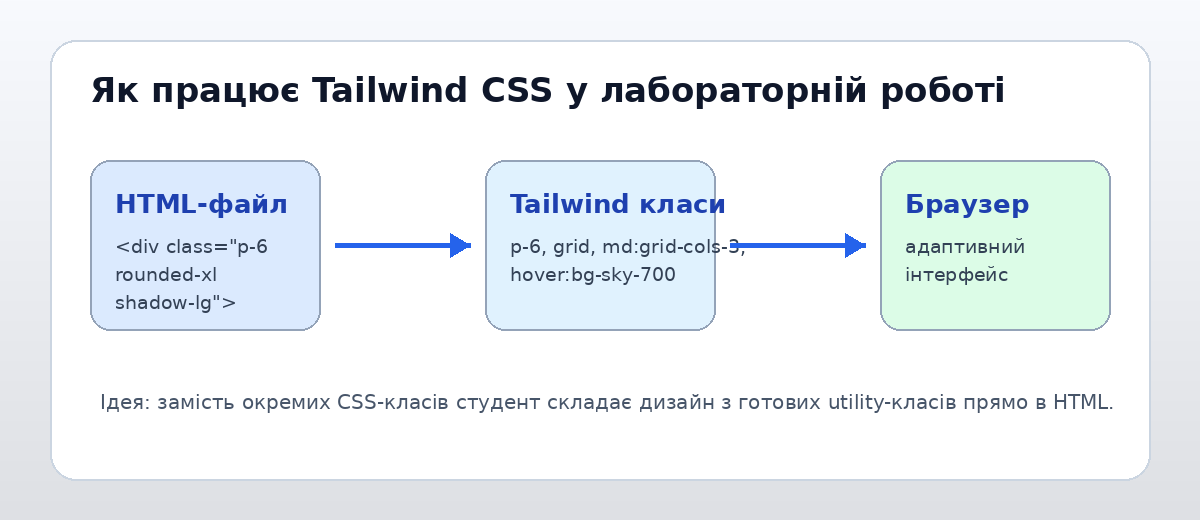 Як працює Tailwind CSS у лабораторній роботі
HTML-файл
<div class="p-6
rounded-xl
shadow-lg">
Tailwind класи
p-6, grid, md:grid-cols-3,
hover:bg-sky-700
Браузер
адаптивний
інтерфейс
Ідея: замість окремих CSS-класів студент складає дизайн з готових utility-класів прямо в HTML.